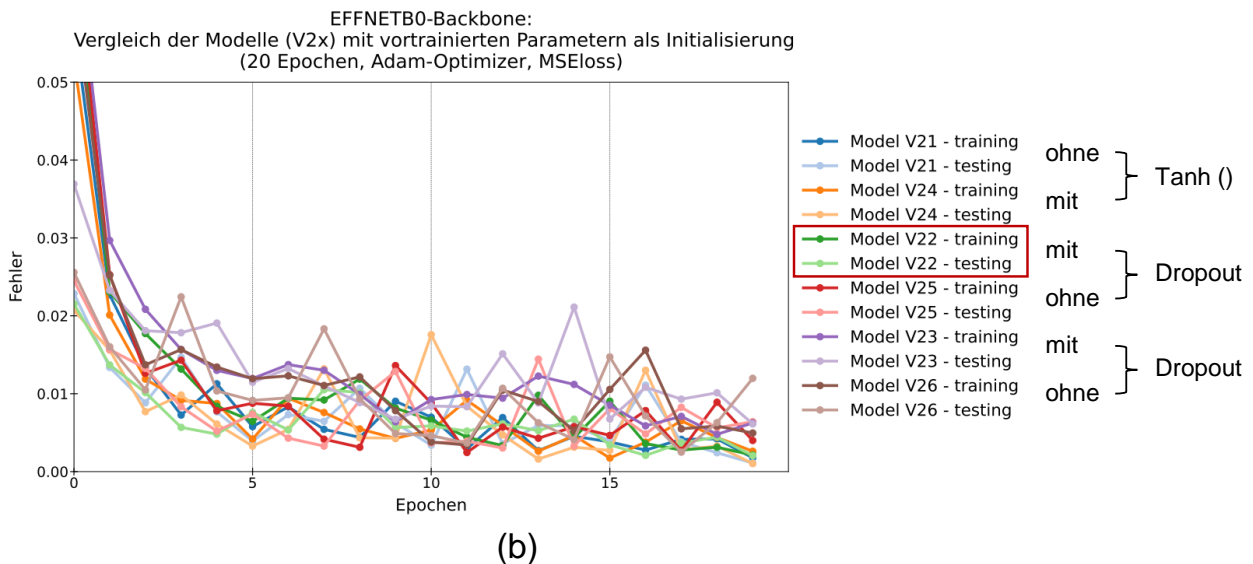 EFFNETB0-Backbone:
Vergleich der Modelle (V2x) mit vortrainierten Parametern als Initialisierung
(20 Epochen, Adam-Optimizer, MSEloss)
0.05
0.04
0.03
0.02
0.01
0.00
Fehler
0
5
10
15
Epochen
Model V21 - training
Model V21 - testing
Model V24 - training
Model V24 - testing
Model V22 - training
Model V22 - testing
Model V25 - training
Model V25 - testing
Model V23 - training
Model V23 - testing
Model V26 - training
Model V26 - testing
ohne
mit
Tanh ()
mit
ohne
Dropout
mit
ohne
Dropout
(b)